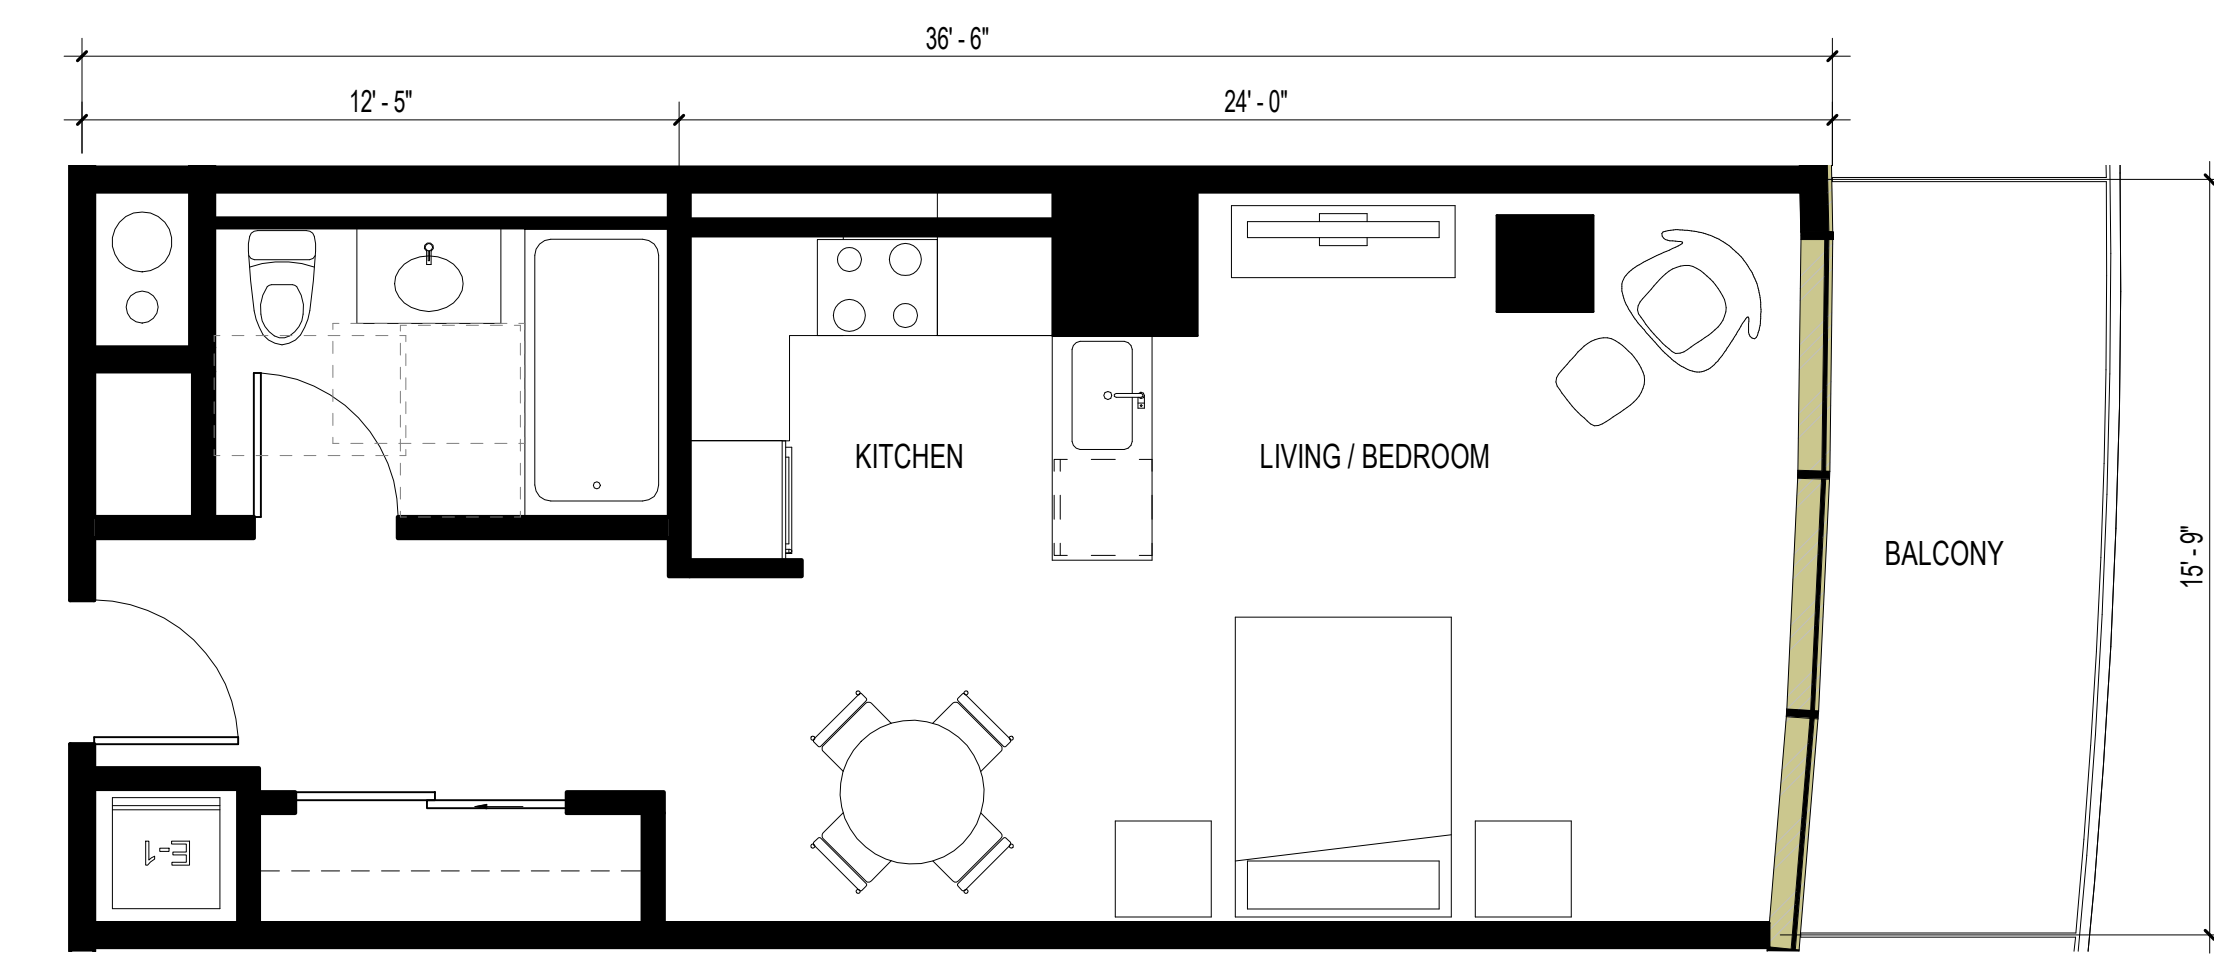 36' - 6"
12' - 5"
24' - 0"
KITCHEN
LIVING / BEDROOM
BALCONY
15' - 9"
E-1